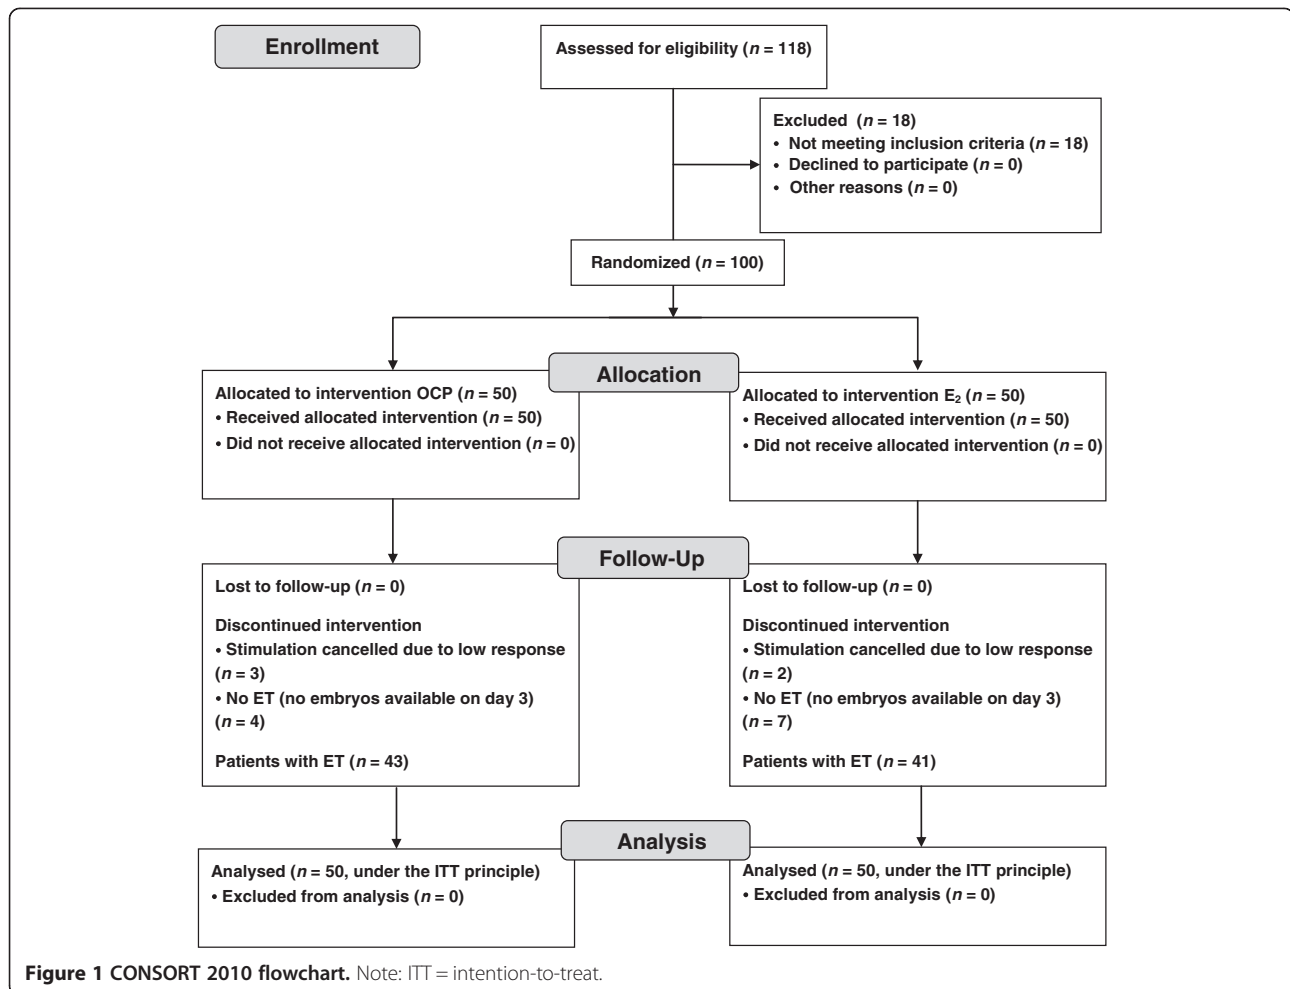 Enrollment
Assessed for eligibility (n = 118)
Excluded (n = 18)
• Not meeting inclusion criteria (n = 18)
• Declined to participate (n = 0)
• Other reasons (n = 0)
Randomized (n = 100)
Allocation
Allocated to intervention OCP (n = 50)
• Received allocated intervention (n = 50)
• Did not receive allocated intervention (n = 0)
Allocated to intervention E₂ (n = 50)
• Received allocated intervention (n = 50)
• Did not receive allocated intervention (n = 0)
Follow-Up
Lost to follow-up (n = 0)
Discontinued intervention
• Stimulation cancelled due to low response
(n = 3)
• No ET (no embryos available on day 3)
(n = 4)
Patients with ET (n = 43)
Lost to follow-up (n = 0)
Discontinued intervention
• Stimulation cancelled due to low response
(n = 2)
• No ET (no embryos available on day 3)
(n = 7)
Patients with ET (n = 41)
Analysis
Analysed (n = 50, under the ITT principle)
• Excluded from analysis (n = 0)
Analysed (n = 50, under the ITT principle)
• Excluded from analysis (n = 0)
Figure 1 CONSORT 2010 flowchart. Note: ITT = intention-to-treat.